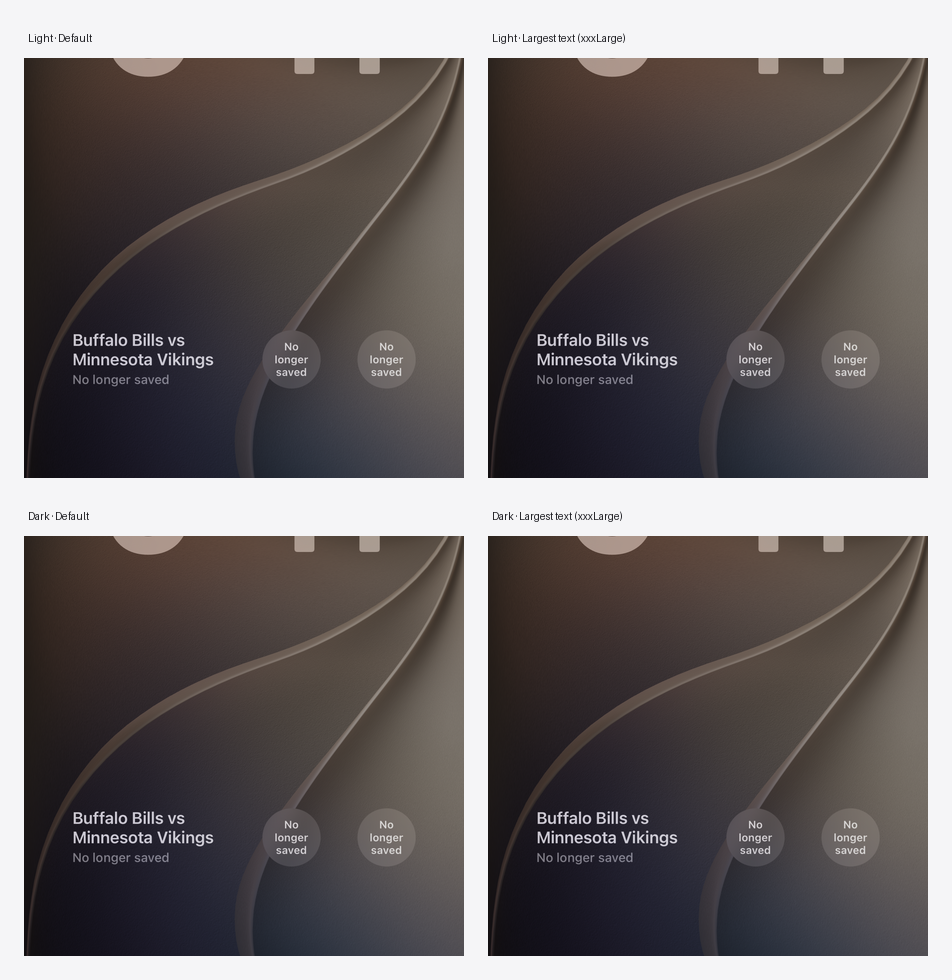 Light · Default
Light · Largest text (xxxLarge)
Buffalo Bills vs
Minnesota Vikings
No longer saved
No
longer
saved
No
longer
saved
Buffalo Bills vs
Minnesota Vikings
No longer saved
No
longer
saved
No
longer
saved
Dark · Default
Dark · Largest text (xxxLarge)
Buffalo Bills vs
Minnesota Vikings
No longer saved
No
longer
saved
No
longer
saved
Buffalo Bills vs
Minnesota Vikings
No longer saved
No
longer
saved
No
longer
saved